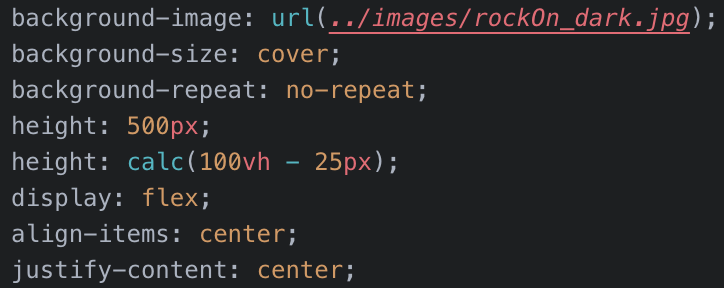 background-image: url(../images/rockOn_dark.jpg);
background-size: cover;
background-repeat: no-repeat;
height: 500px;
height: calc(100vh - 25px);
display: flex;
align-items: center;
justify-content: center;